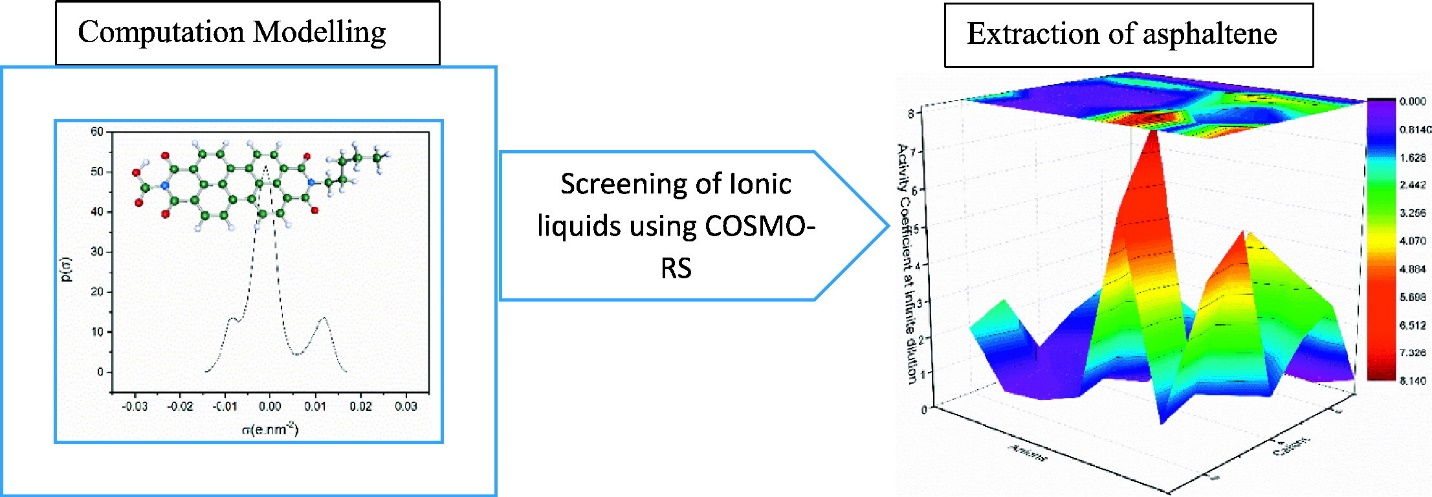 Computation Modelling
60
50
40
30
20
10
0
p(σ)
-0.03 -0.02 -0.01 0.00 0.01 0.02 0.03
σ(e.nm-2)
Screening of Ionic
liquids using COSMO-
RS
Extraction of asphaltene
8
7
6
5
4
3
2
1
0
Activity Coefficient at infinite dilution
Anions
Cations
0.000
0.8140
1.628
2.442
3.256
4.070
4.884
5.698
6.512
7.326
8.140